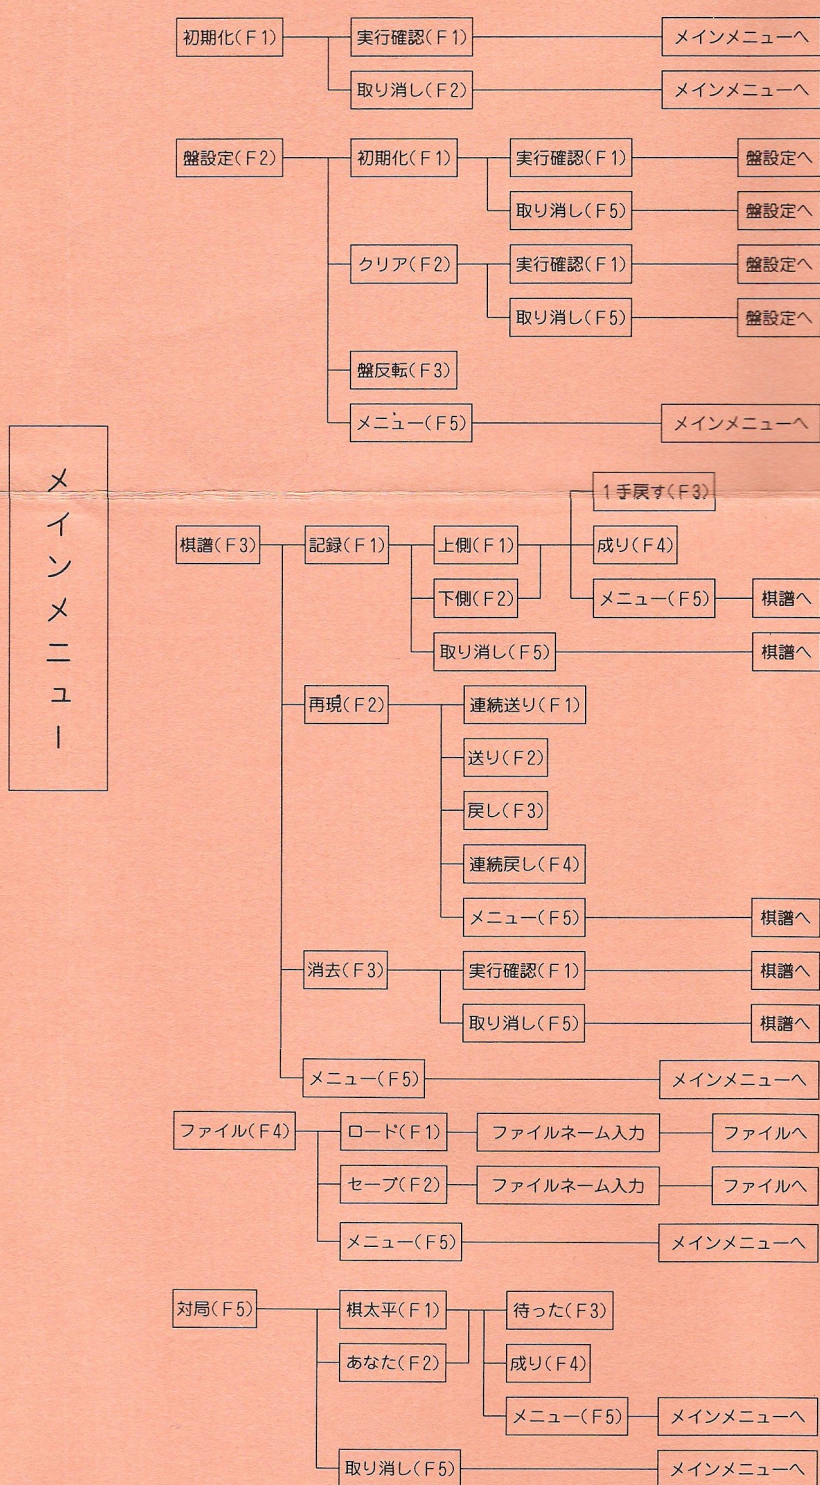 初期化(F1) 実行確認(F1) メインメニューへ
取り消し(F2) メインメニューへ
盤設定(F2) 初期化(F1) 実行確認(F1) 盤設定へ
取り消し(F5) 盤設定へ
クリア(F2) 実行確認(F1) 盤設定へ
取り消し(F5) 盤設定へ
盤反転(F3)
メニュー(F5) メインメニューへ
メインメニュー
1手戻す(F3)
棋譜(F3) 記録(F1) 上側(F1) 成り(F4)
下側(F2) メニュー(F5) 棋譜へ
取り消し(F5) 棋譜へ
再現(F2) 連続送り(F1)
送り(F2)
戻し(F3)
連続戻し(F4)
メニュー(F5) 棋譜へ
消去(F3) 実行確認(F1) 棋譜へ
取り消し(F5) 棋譜へ
メニュー(F5) メインメニューへ
ファイル(F4) ロード(F1) ファイルネーム入力 ファイルへ
セーブ(F2) ファイルネーム入力 ファイルへ
メニュー(F5) メインメニューへ
対局(F5) 棋太平(F1) 待った(F3)
あなた(F2) 成り(F4)
メニュー(F5) メインメニューへ
取り消し(F5) メインメニューへ